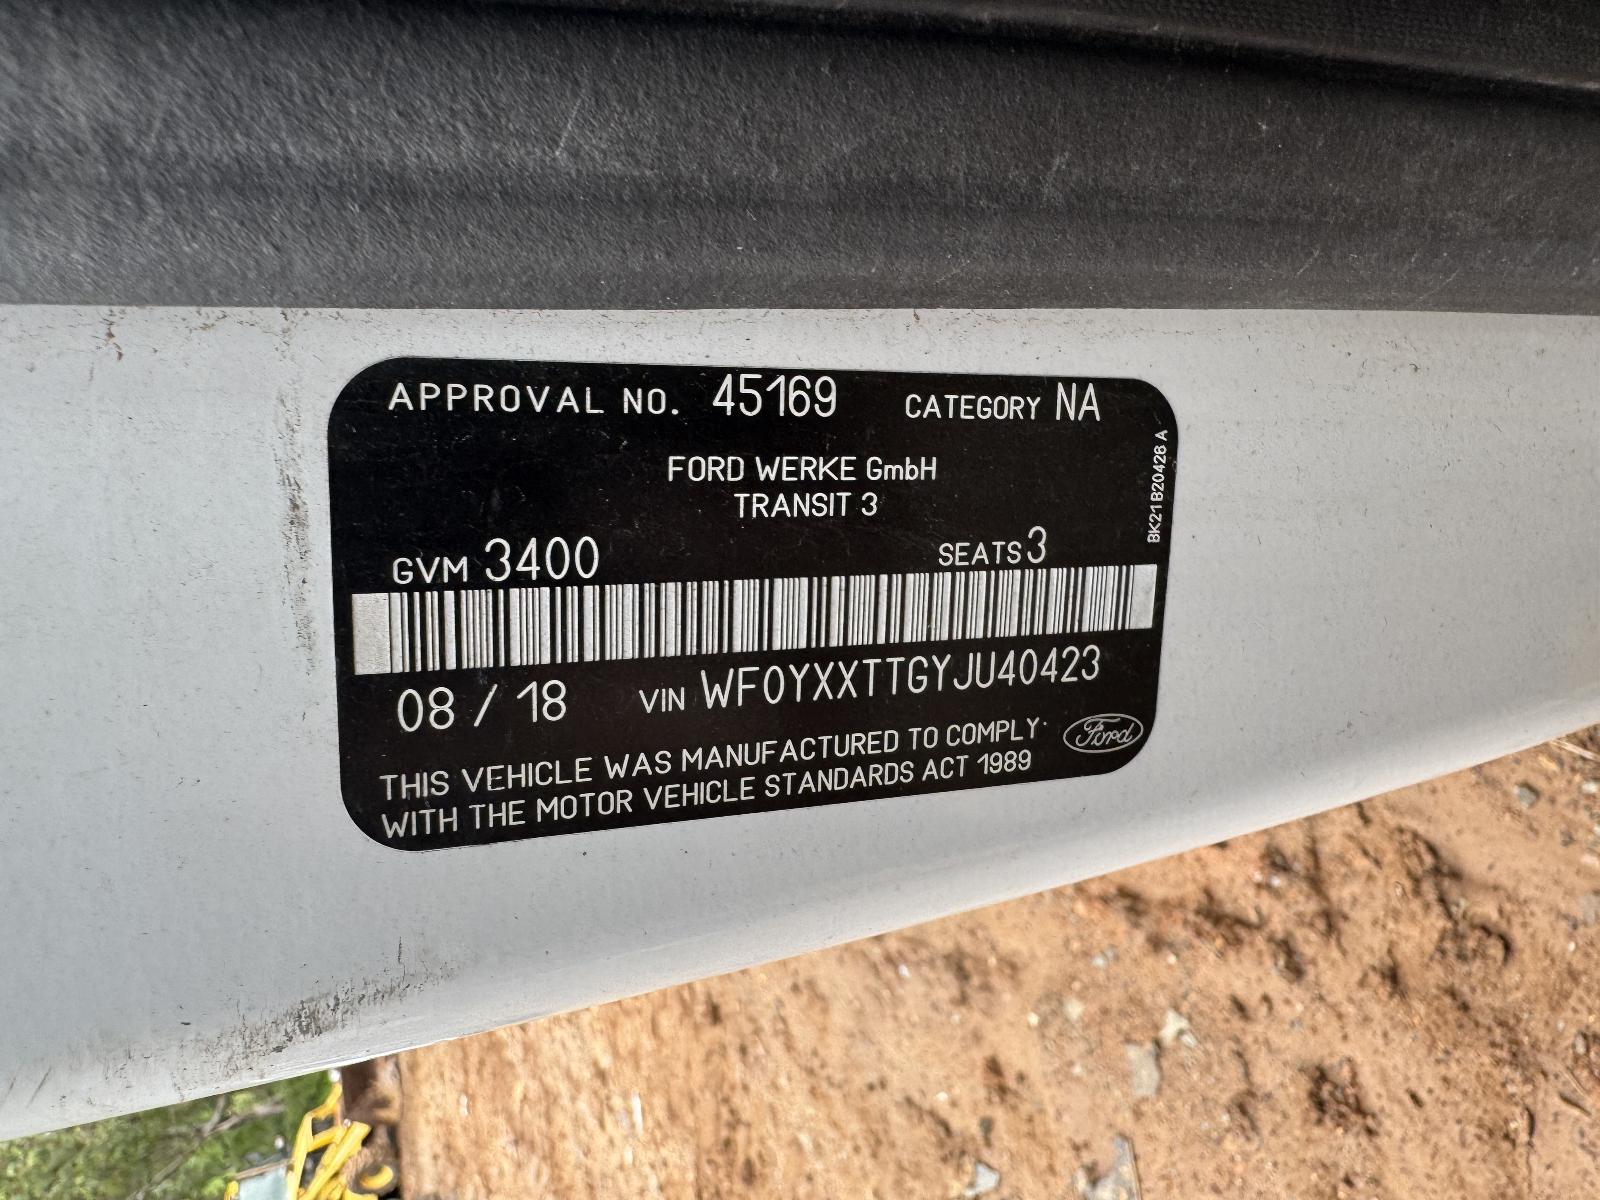 APPROVAL NO. 45169 CATEGORY NA
FORD WERKE GmbH
TRANSIT 3
GVM 3400 SEATS 3
08 / 18 VIN WF0YXXTTGYJU40423
THIS VEHICLE WAS MANUFACTURED TO COMPLY
WITH THE MOTOR VEHICLE STANDARDS ACT 1989
Ford
BK21 B20426 A